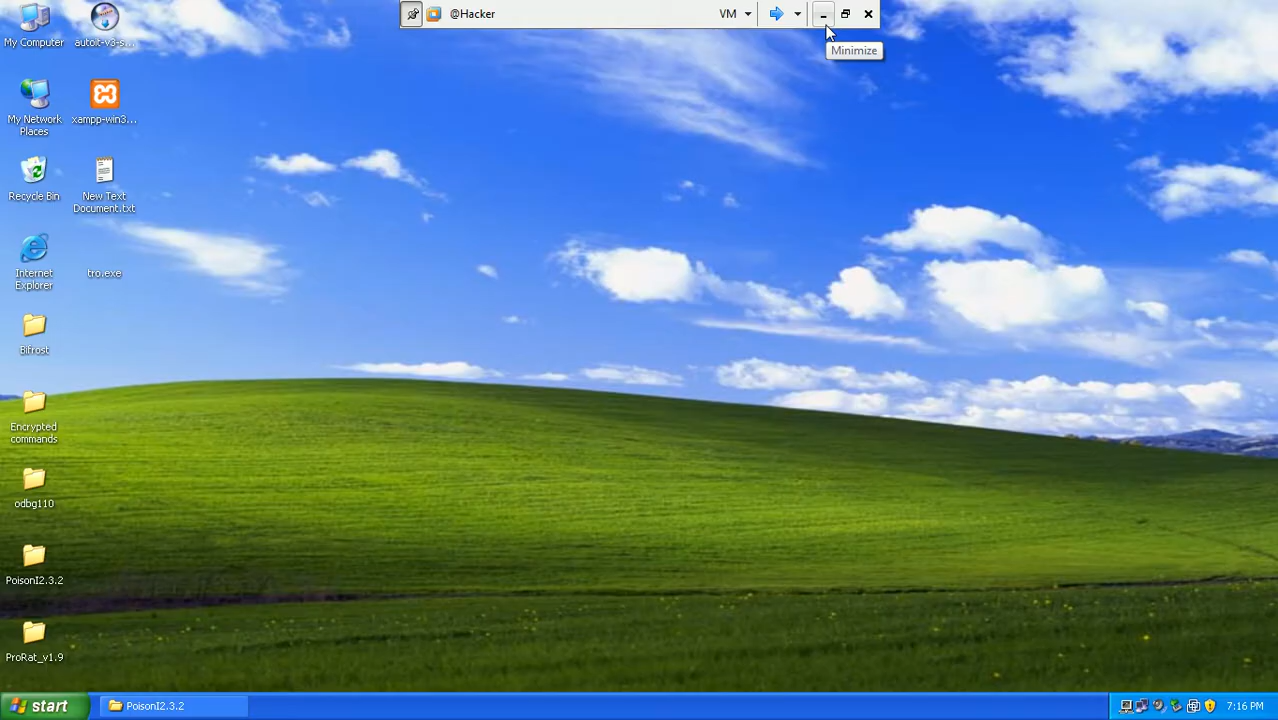 @Hacker
VM
Minimize
My Computer
autoit-v3-s...
My Network
Places
xampp-win3...
Recycle Bin
New Text
Document.txt
Internet
Explorer
tro.exe
Bifrost
Encrypted
commands
odbg110
PoisonI2.3.2
ProRat_v1.9
start
PoisonI2.3.2
7:16 PM